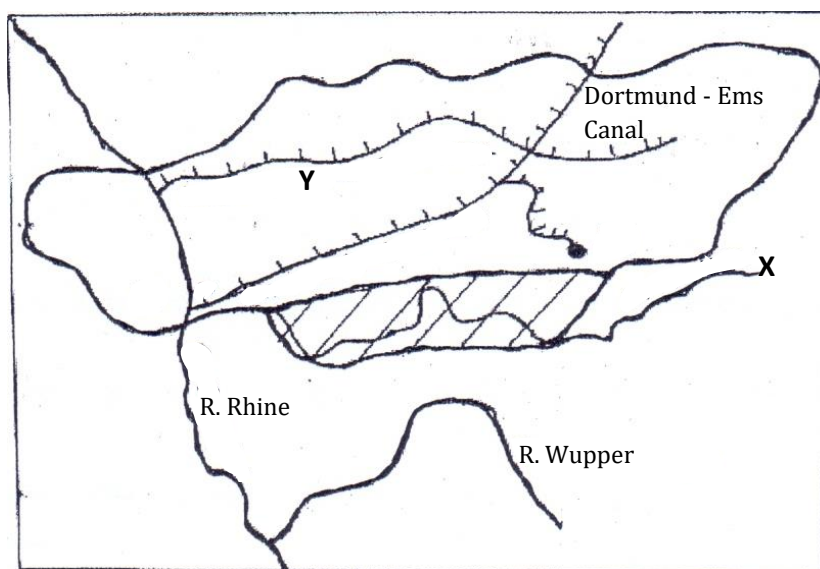 Dortmund - Ems
Canal
Y
X
R. Rhine
R. Wupper